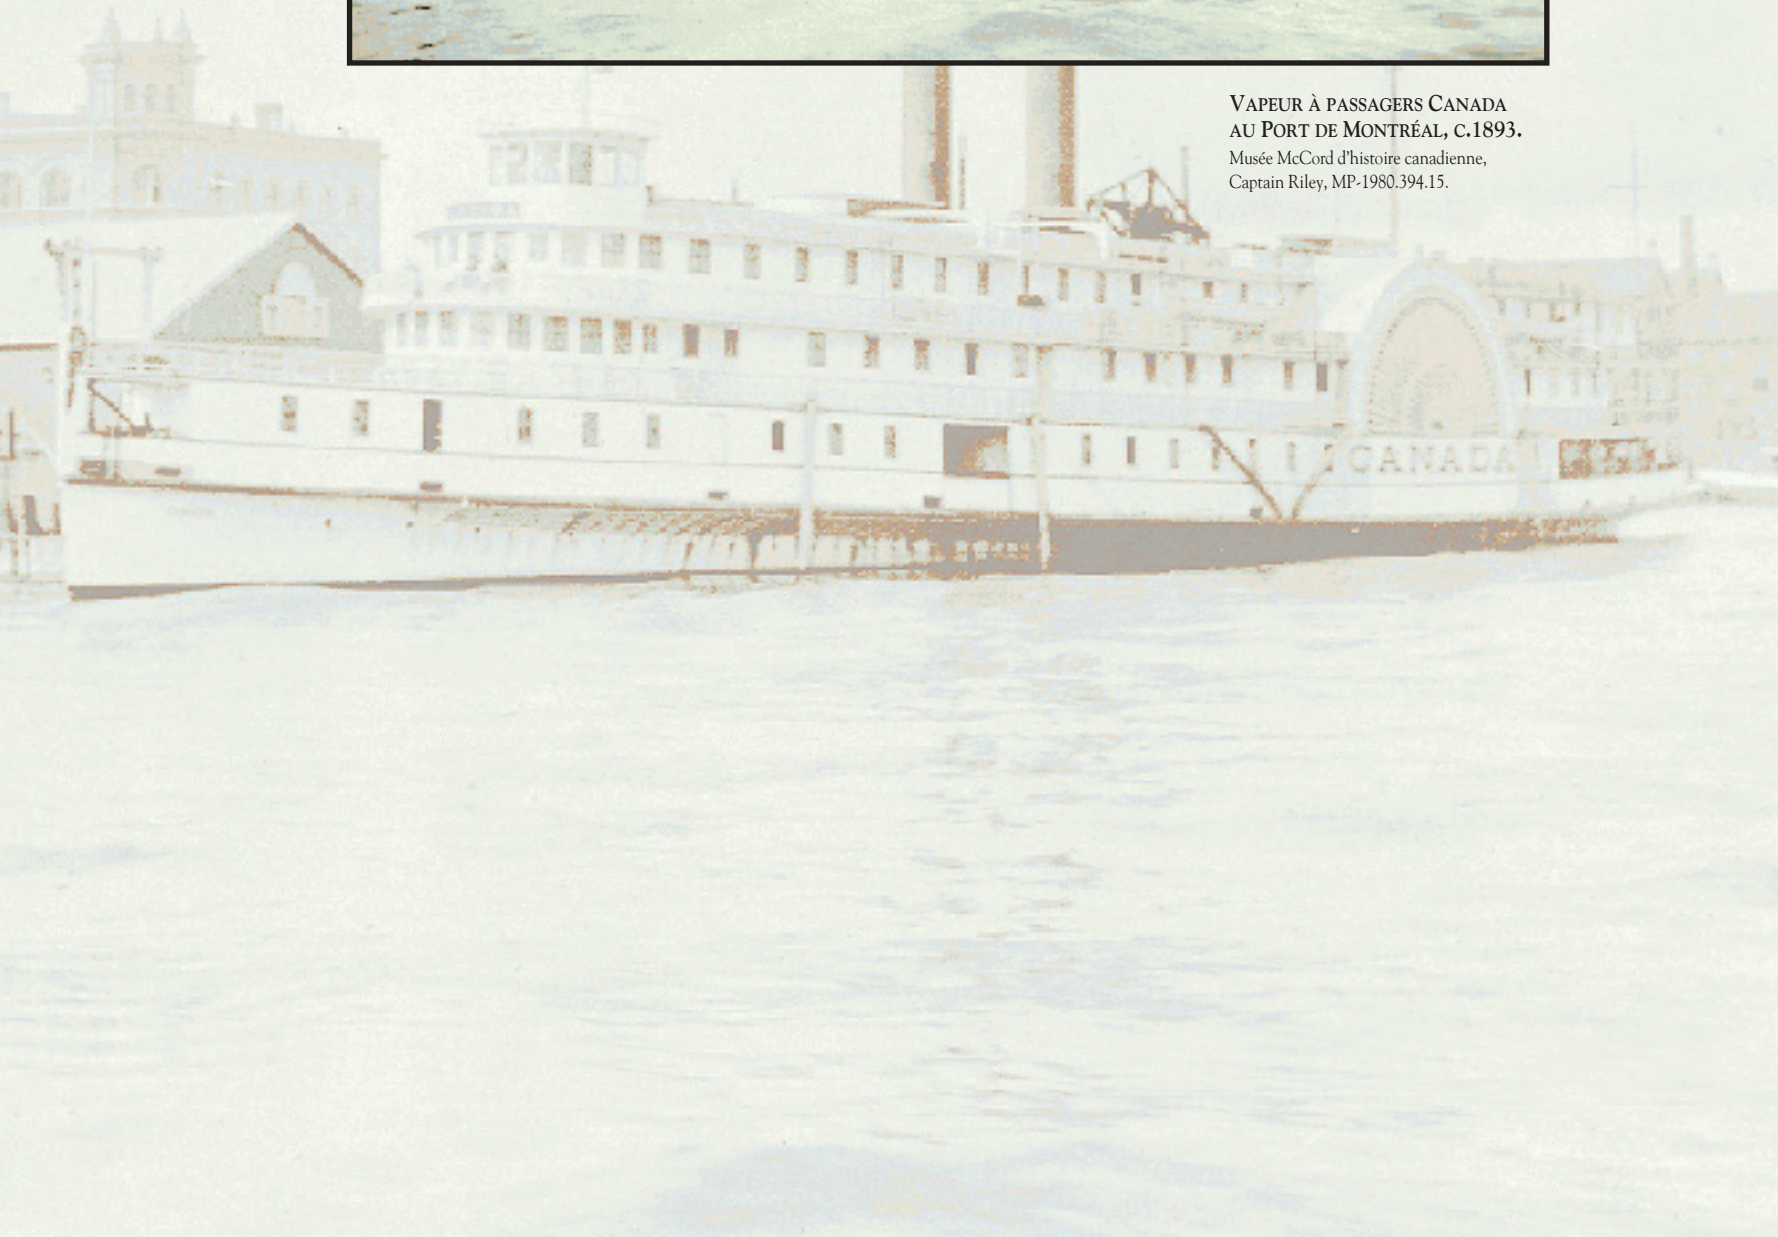 VAPEUR À PASSAGERS CANADA
AU PORT DE MONTRÉAL, C.1893.
Musée McCord d'histoire canadienne,
Captain Riley, MP-1980.394.15.
CANADA